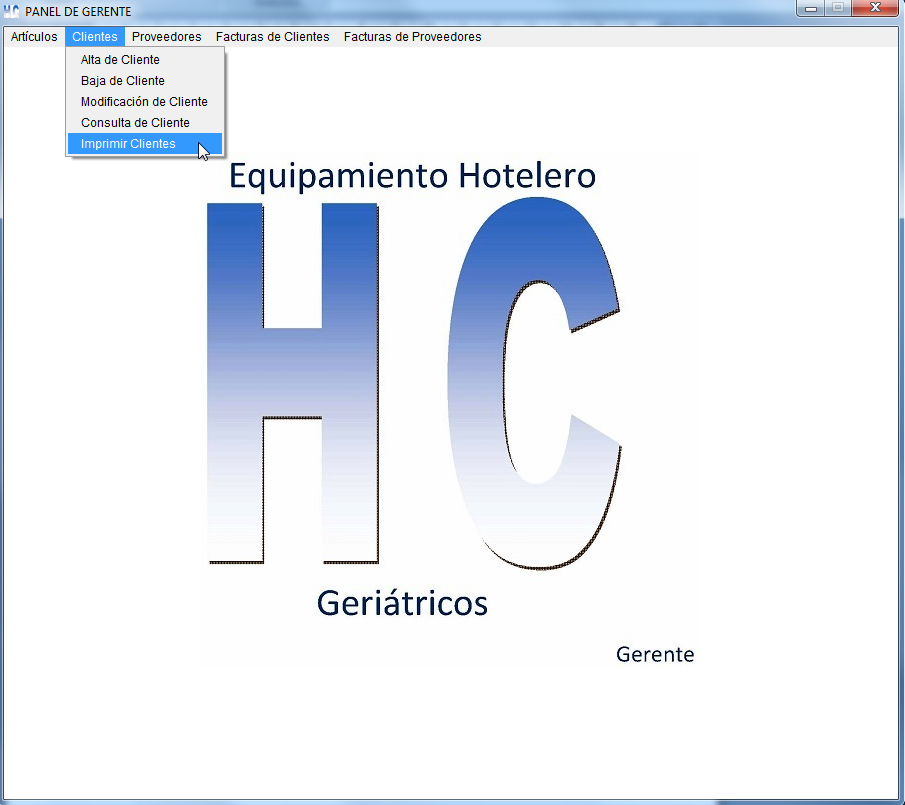 HC PANEL DE GERENTE
Artículos Clientes Proveedores Facturas de Clientes Facturas de Proveedores
Alta de Cliente
Baja de Cliente
Modificación de Cliente
Consulta de Cliente
Imprimir Clientes
Equipamiento Hotelero
HC
Geriátricos
Gerente